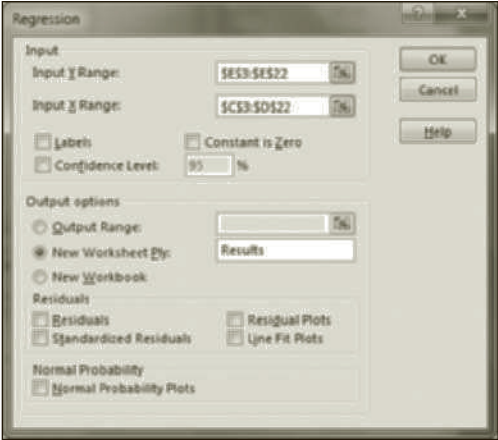 Regression
Input
Input Y Range:
$E$3:$E$22
Input X Range:
$C$3:$D$22
Labels
Constant is Zero
Confidence Level:
95
%
OK
Cancel
Help
Output options
Output Range:
New Worksheet Ply:
Results
New Workbook
Residuals
Residuals
Residual Plots
Standardized Residuals
Line Fit Plots
Normal Probability
Normal Probability Plots